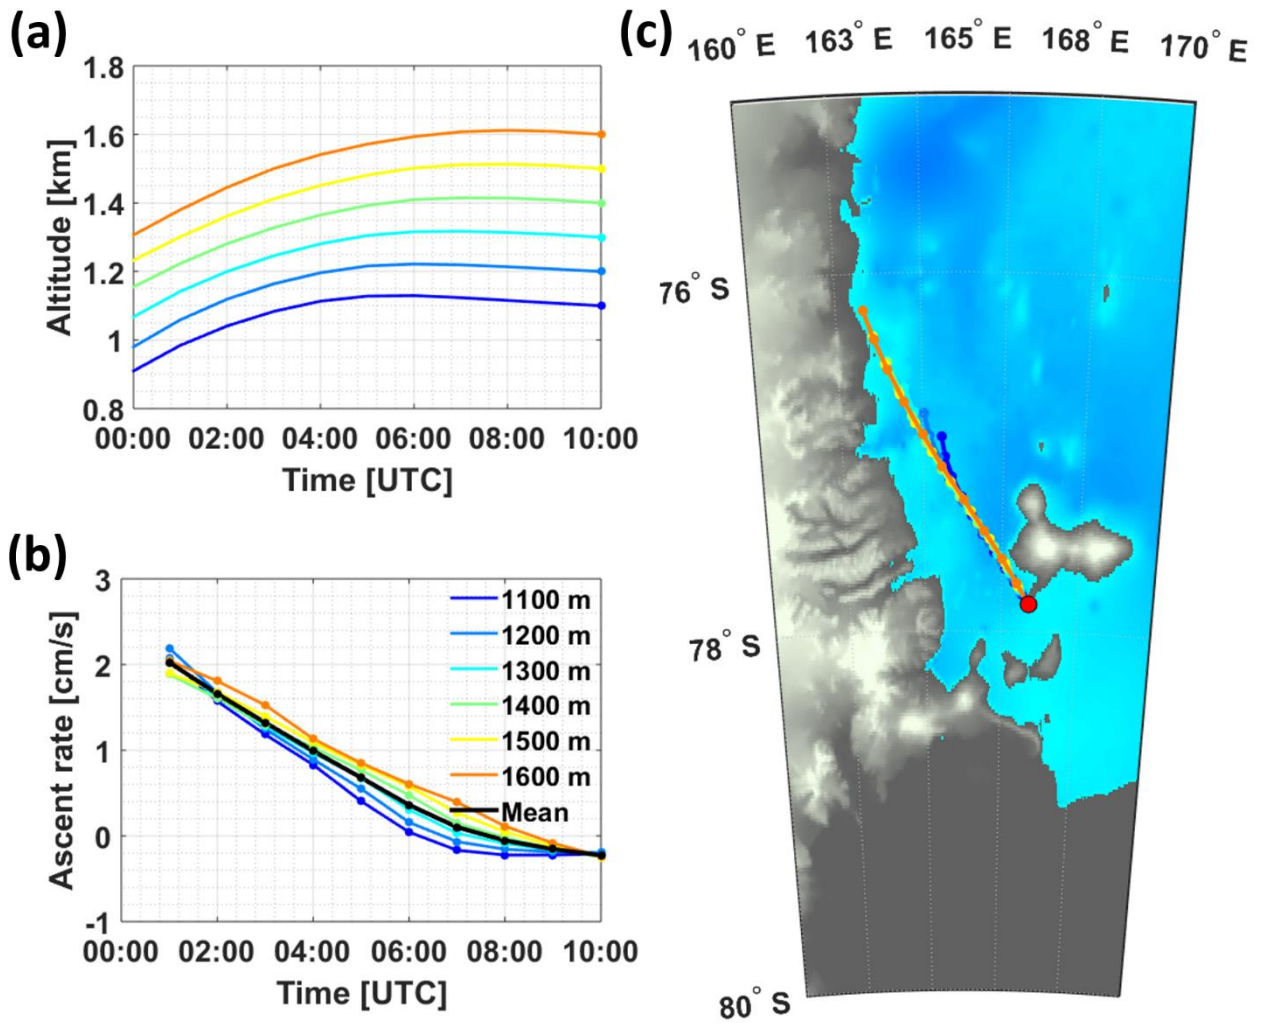 (a)
1.8
1.6
1.4
1.2
1
0.8
Altitude [km]
00:00 02:00 04:00 06:00 08:00 10:00
Time [UTC]
(b)
3
2
1
0
-1
Ascent rate [cm/s]
1100 m
1200 m
1300 m
1400 m
1500 m
1600 m
Mean
00:00 02:00 04:00 06:00 08:00 10:00
Time [UTC]
(c)
160° E 163° E 165° E 168° E 170° E
76° S
78° S
80° S